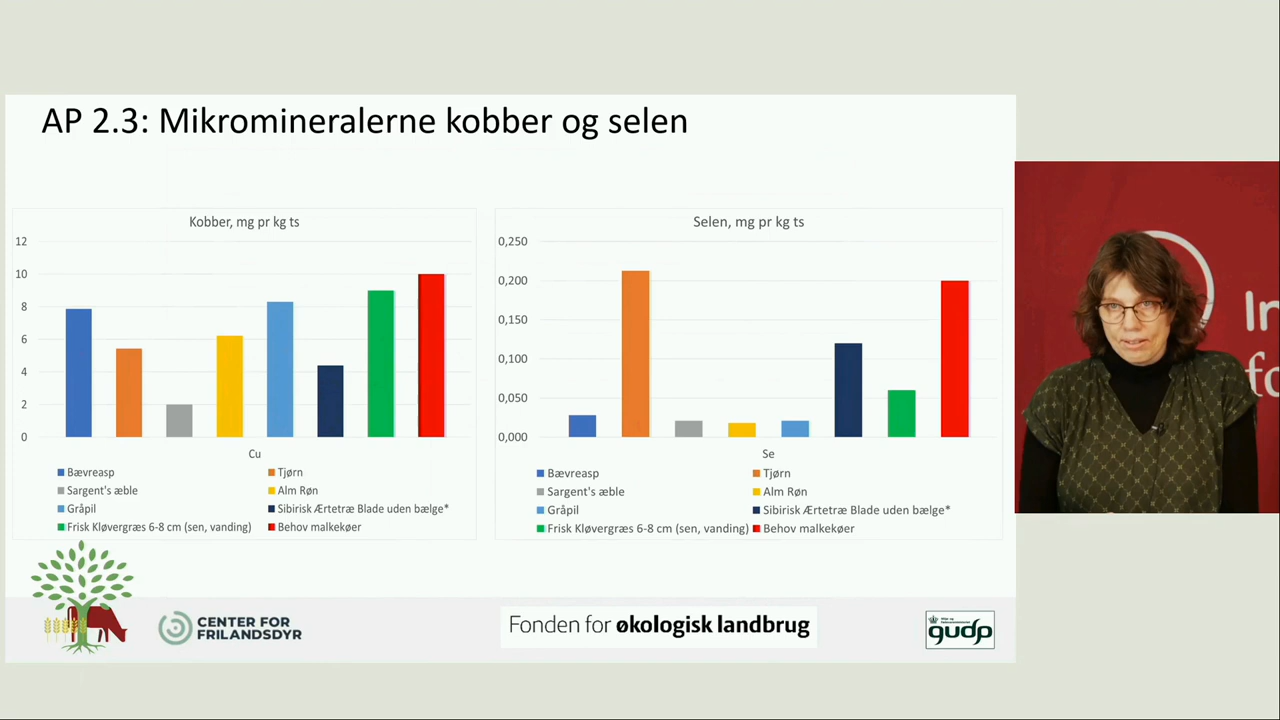 AP 2.3: Mikromineralerne kobber og selen
Kobber, mg pr kg ts
12
10
8
6
4
2
0
Cu
Bævreasp
Tjørn
Sargent's æble
Alm Røn
Gråpil
Sibirisk Ærtetræ Blade uden bælge*
Frisk Kløvergræs 6-8 cm (sen, vanding)
Behov malkekøer
Selen, mg pr kg ts
0,250
0,200
0,150
0,100
0,050
0,000
Se
Bævreasp
Tjørn
Sargent's æble
Alm Røn
Gråpil
Sibirisk Ærtetræ Blade uden bælge*
Frisk Kløvergræs 6-8 cm (sen, vanding)
Behov malkekøer
CENTER FOR
FRILANDSDYR
Fonden for økologisk landbrug
gudp
In
fo